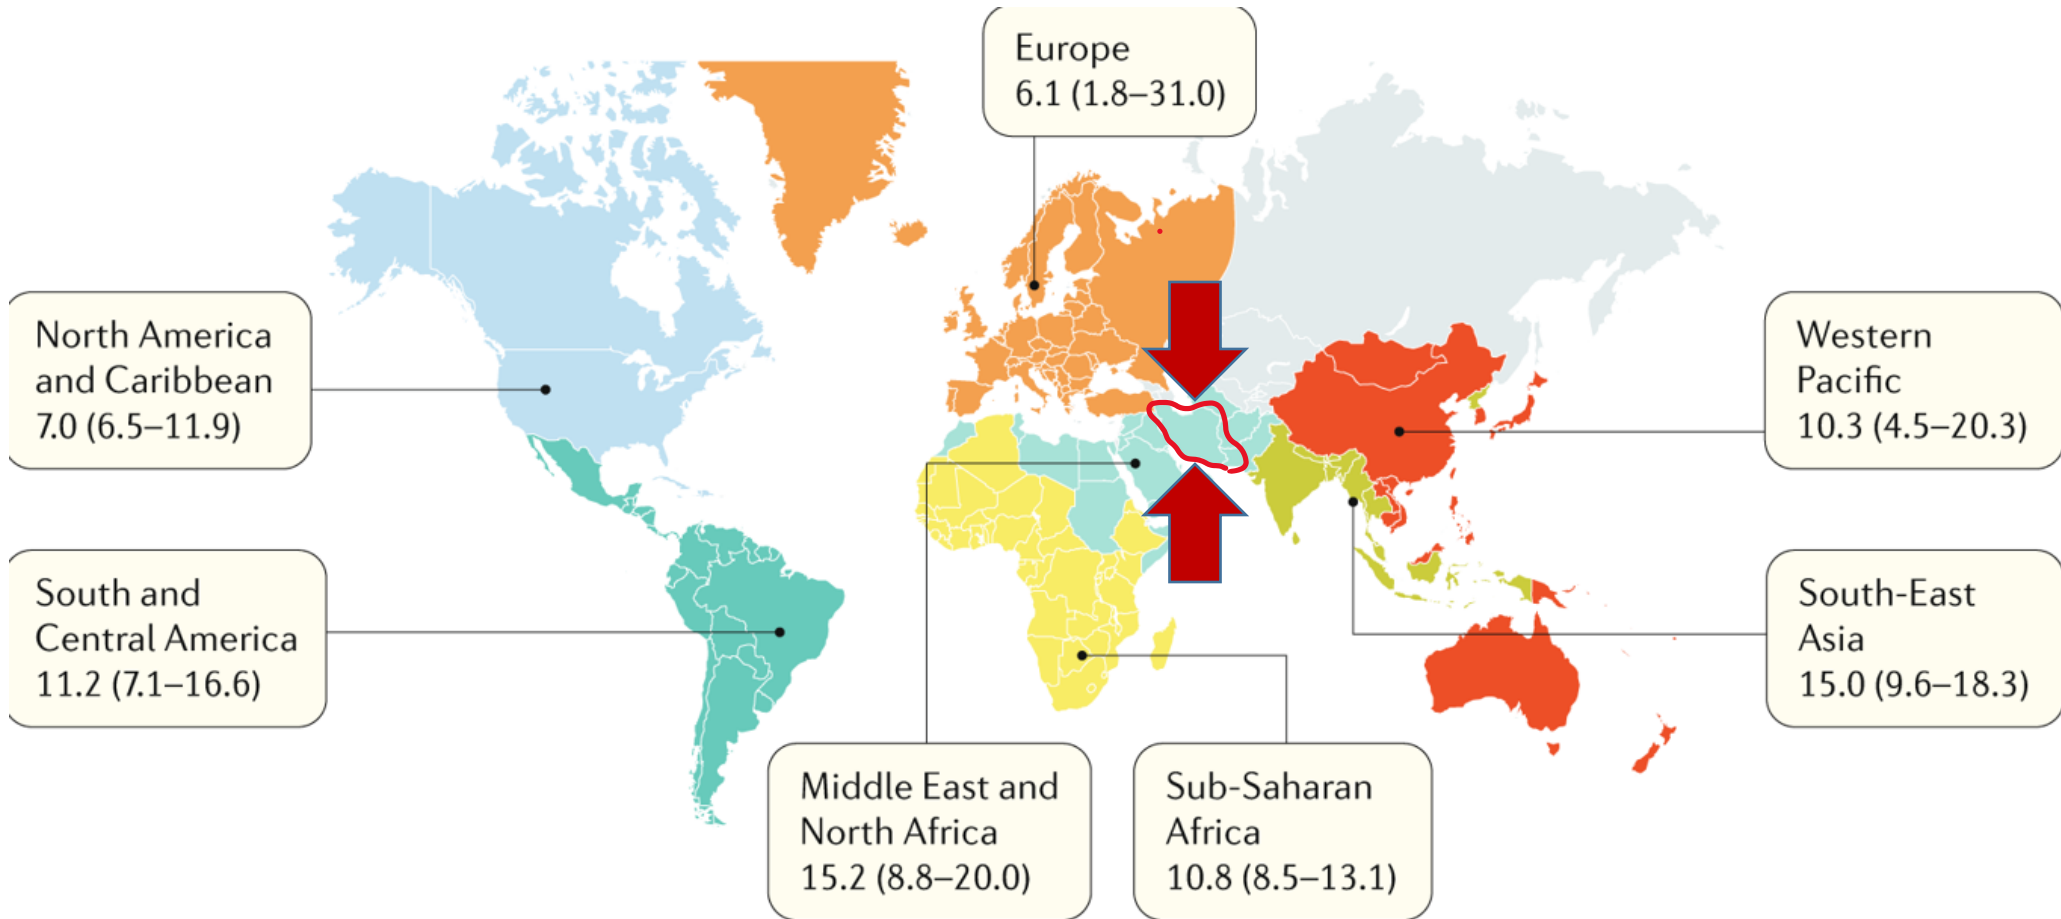 Europe
6.1 (1.8–31.0)
North America
and Caribbean
7.0 (6.5–11.9)
Western
Pacific
10.3 (4.5–20.3)
South and
Central America
11.2 (7.1–16.6)
South-East
Asia
15.0 (9.6–18.3)
Middle East and
North Africa
15.2 (8.8–20.0)
Sub-Saharan
Africa
10.8 (8.5–13.1)